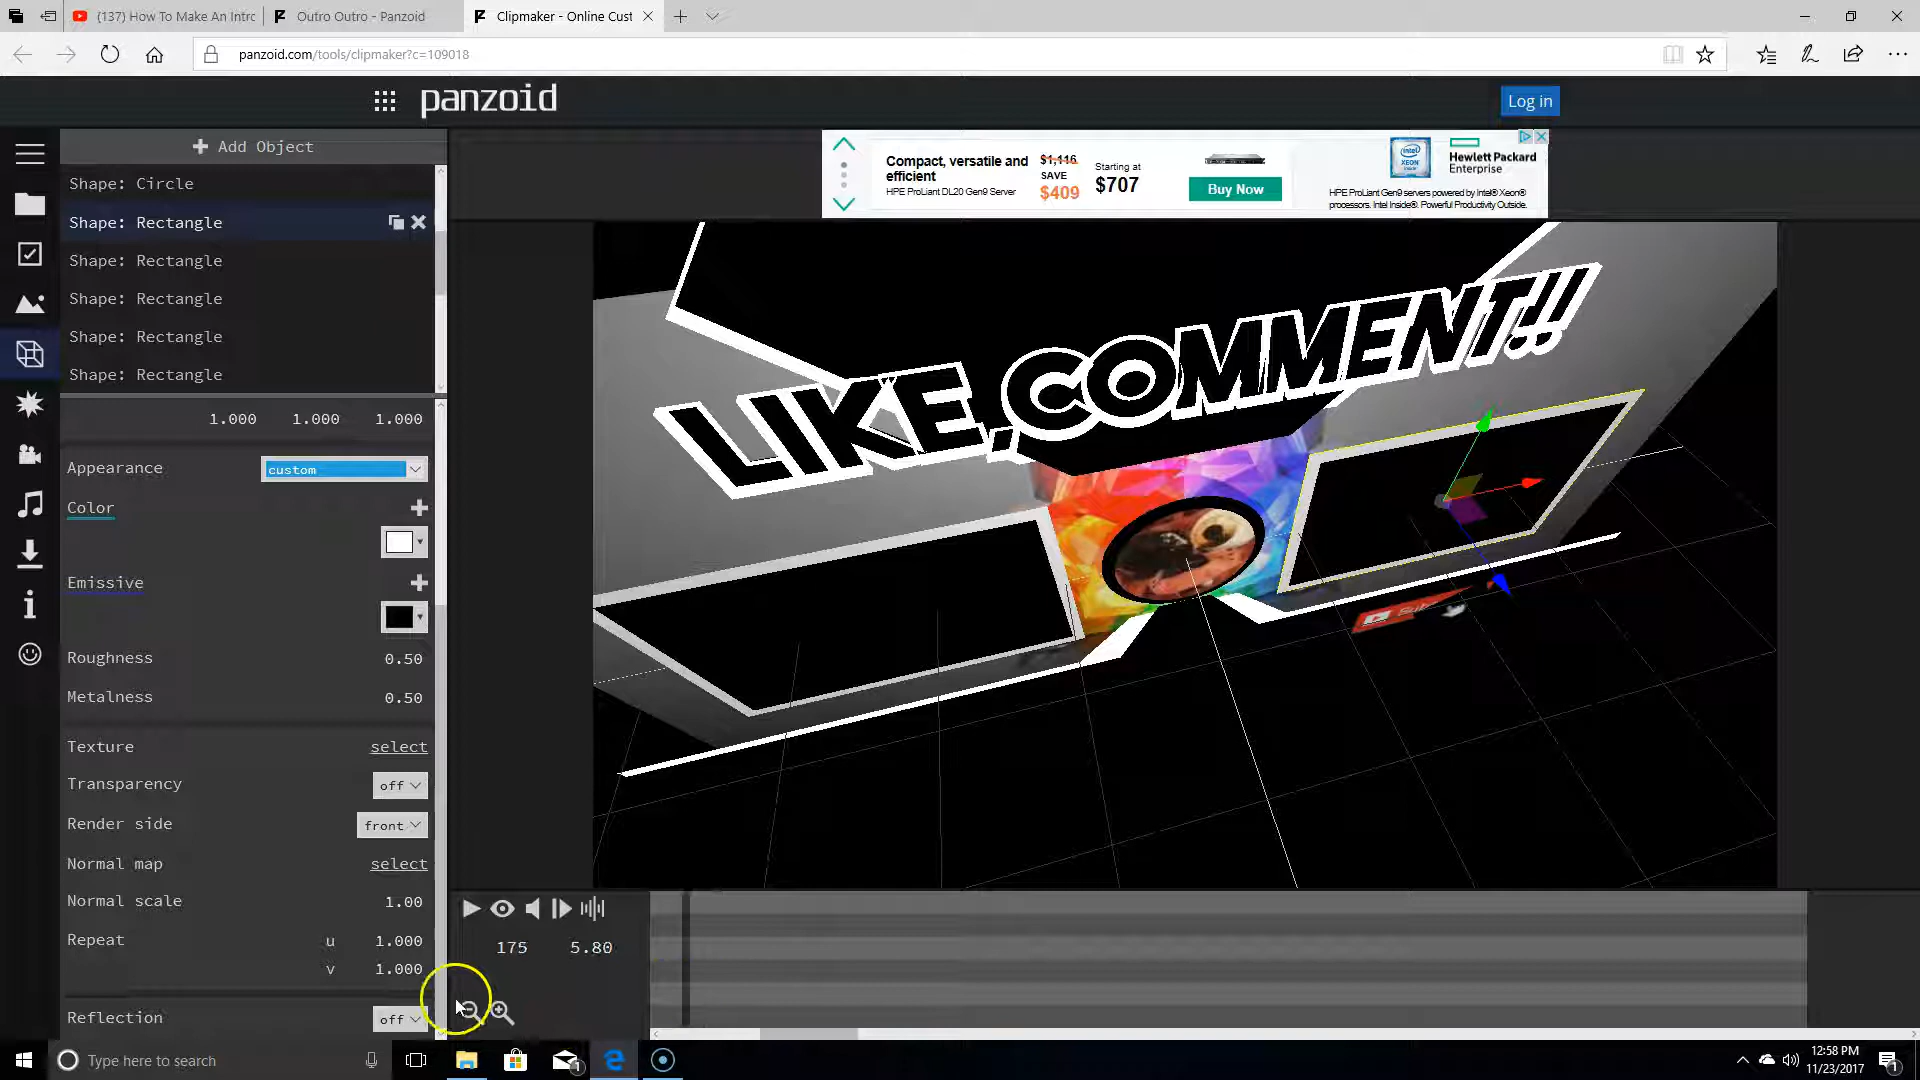 (137) How To Make An Intro
Outro Outro - Panzoid
Clipmaker - Online Cust
panzoid.com/tools/clipmaker?c=109018
panzoid
Log in
Add Object
Shape: Circle
Shape: Rectangle
Shape: Rectangle
Shape: Rectangle
Shape: Rectangle
Shape: Rectangle
1.000 1.000 1.000
Appearance custom
Color
Emissive
Roughness 0.50
Metalness 0.50
Texture select
Transparency off
Render side front
Normal map select
Normal scale 1.00
Repeat u 1.000
v 1.000
Reflection off
Compact, versatile and
efficient
HPE ProLiant DL20 Gen9 Server
$1,116
SAVE
$409
Starting at
$707
Buy Now
intel
XEON
Hewlett Packard
Enterprise
HPE ProLiant Gen9 servers powered by Intel® Xeon®
processors. Intel Inside®. Powerful Productivity Outside.
LIKE, COMMENT!!
175 5.80
Type here to search
1
12:58 PM
11/23/2017
1